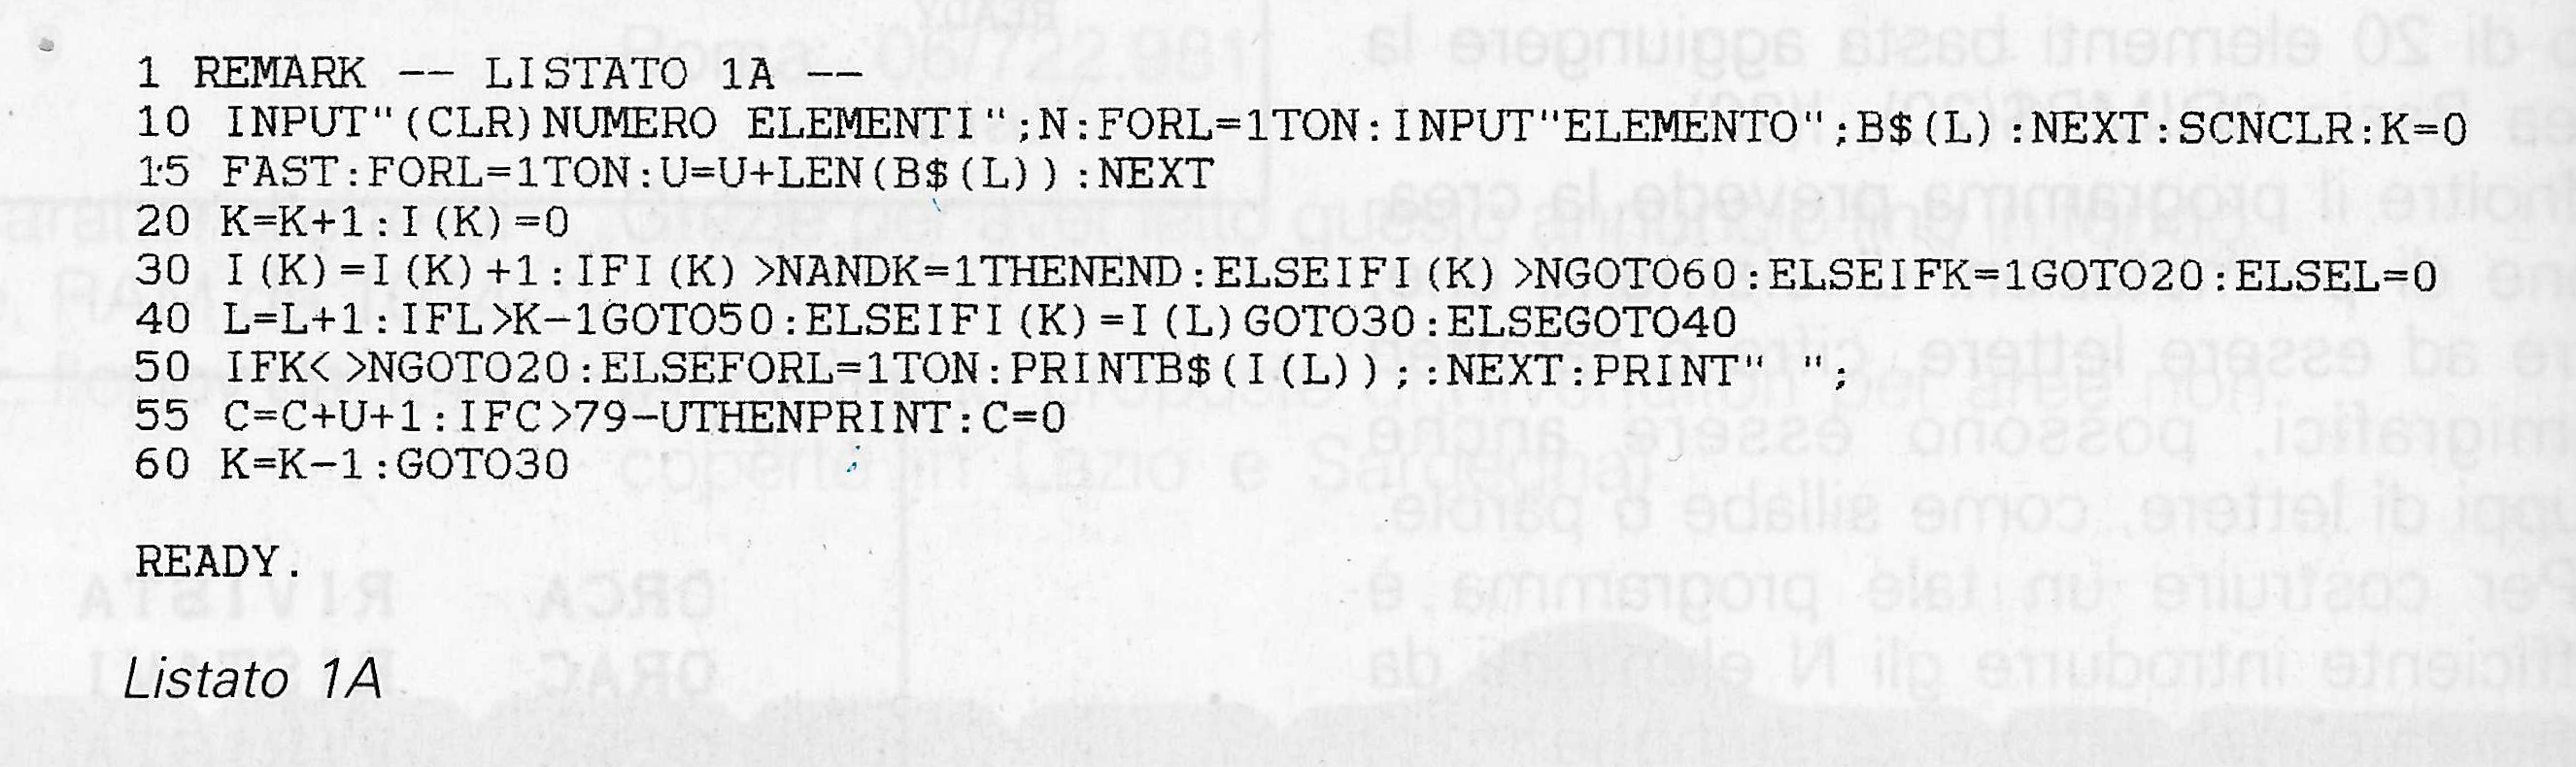 1 REMARK -- LISTATO 1A --
10 INPUT"(CLR)NUMERO ELEMENTI";N:FORL=1TON:INPUT"ELEMENTO";B$(L):NEXT:SCNCLR:K=0
15 FAST:FORL=1TON:U=U+LEN(B$(L)):NEXT
20 K=K+1:I(K)=0
30 I(K)=I(K)+1:IFI(K)>NANDK=1THENEND:ELSEIFI(K)>NGOTO60:ELSEIFK=1GOTO20:ELSEL=0
40 L=L+1:IFL>K-1GOTO50:ELSEIFI(K)=I(L)GOTO30:ELSEGOTO40
50 IFK<>NGOTO20:ELSEFORL=1TON:PRINTB$(I(L));:NEXT:PRINT" ";
55 C=C+U+1:IFC>79-UTHENPRINT:C=0
60 K=K-1:GOTO30
READY.
Listato 1A